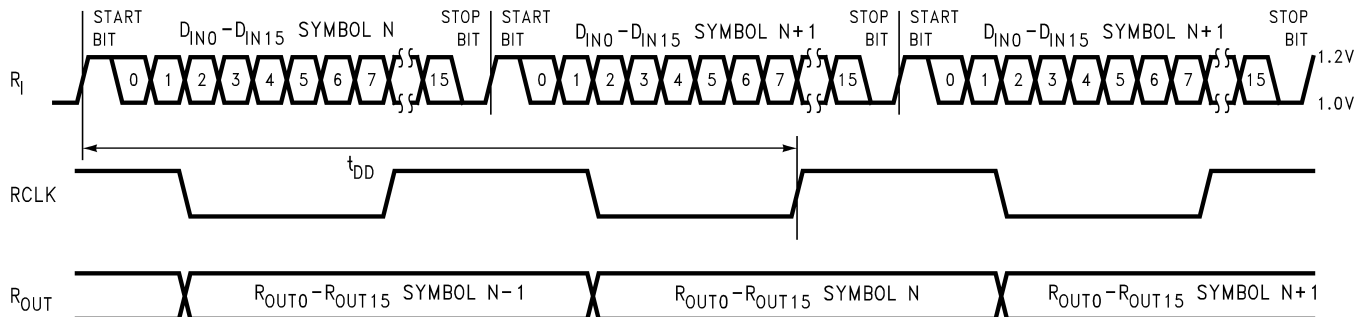 START BIT D_IN0-D_IN15 SYMBOL N STOP BIT START BIT D_IN0-D_IN15 SYMBOL N+1 STOP BIT START BIT D_IN0-D_IN15 SYMBOL N+1 STOP BIT
R_I 0 1 2 3 4 5 6 7 15 0 1 2 3 4 5 6 7 15 0 1 2 3 4 5 6 7 15 1.2V
1.0V
t_DD
RCLK
R_OUT R_OUT0-R_OUT15 SYMBOL N-1 R_OUT0-R_OUT15 SYMBOL N R_OUT0-R_OUT15 SYMBOL N+1